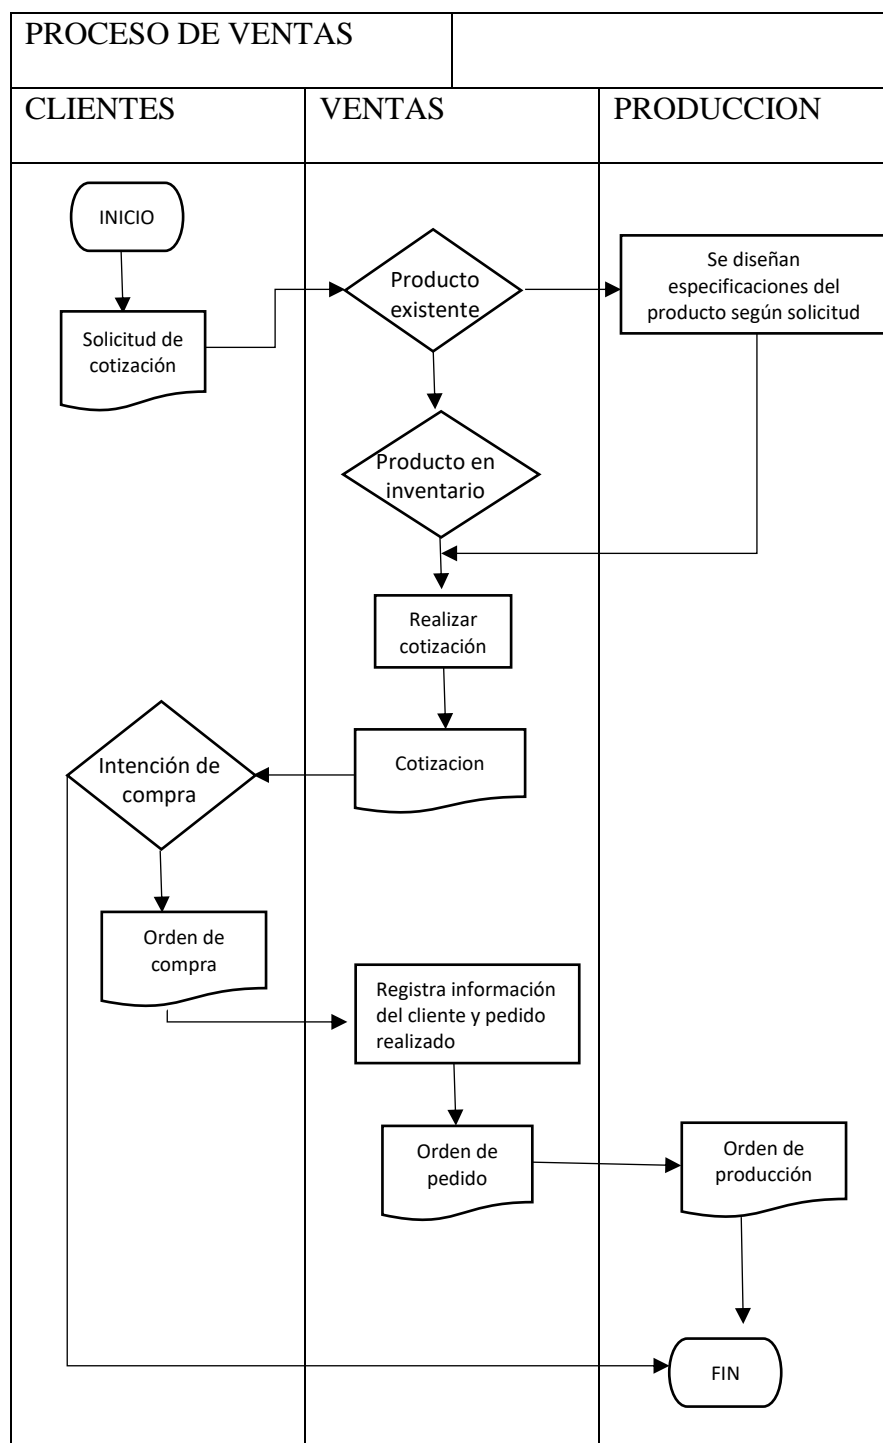 PROCESO DE VENTAS
CLIENTES
VENTAS
PRODUCCION
INICIO
Solicitud de
cotización
Producto
existente
Se diseñan
especificaciones del
producto según solicitud
Producto en
inventario
Realizar
cotización
Cotizacion
Intención de
compra
Orden de
compra
Registra información
del cliente y pedido
realizado
Orden de
pedido
Orden de
producción
FIN